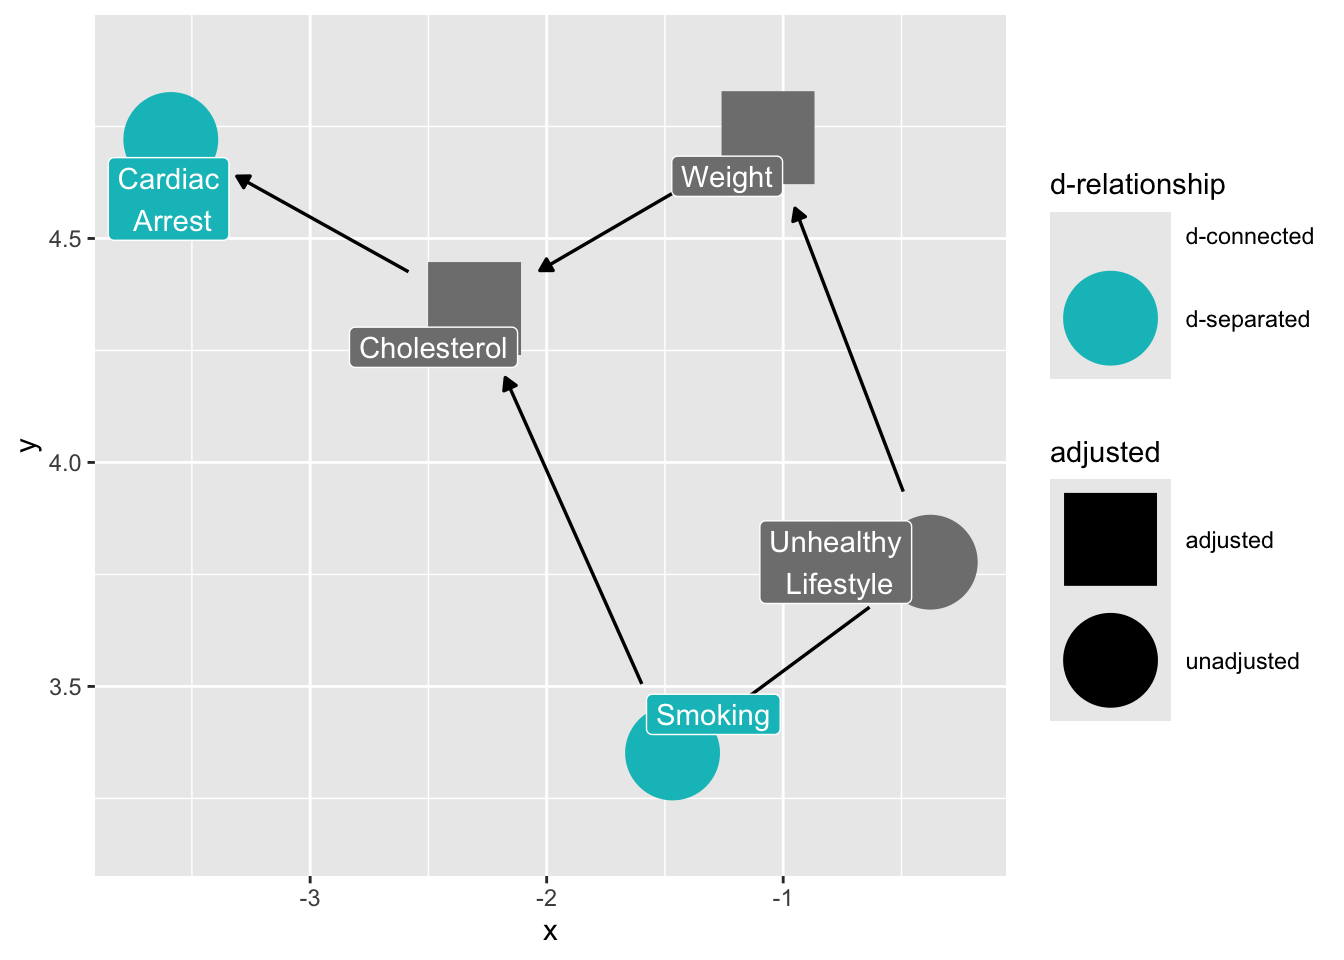 Cardiac
Arrest
Weight
Cholesterol
Unhealthy
Lifestyle
Smoking
4.5
4.0
3.5
y
-3
-2
-1
x
d-relationship
d-connected
d-separated
adjusted
adjusted
unadjusted